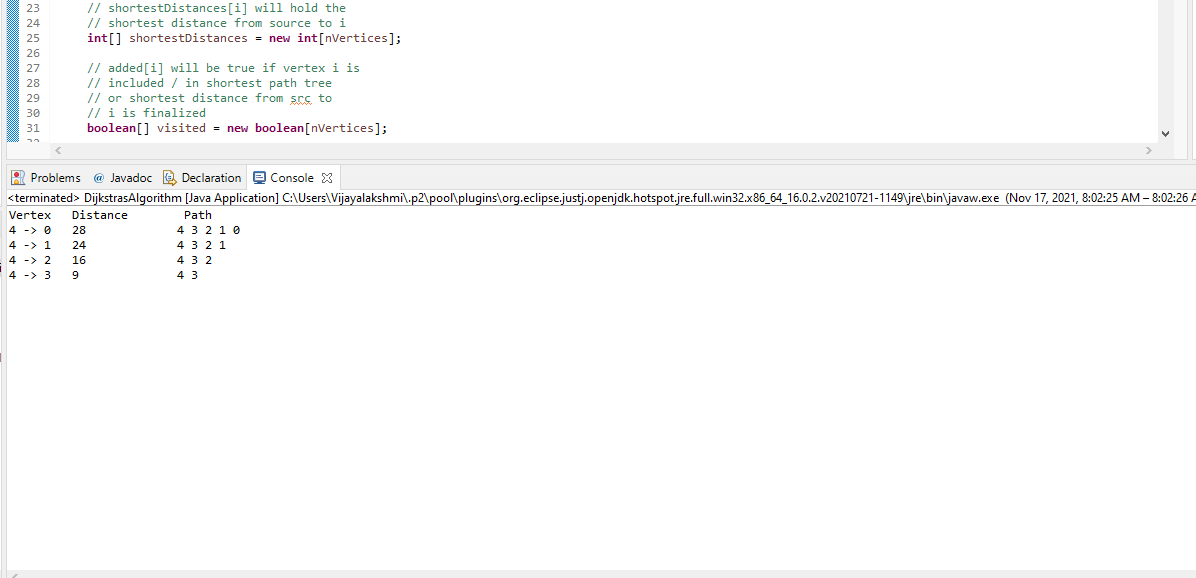 23 // shortestDistances[i] will hold the
24 // shortest distance from source to i
25 int[] shortestDistances = new int[nVertices];
26
27 // added[i] will be true if vertex i is
28 // included / in shortest path tree
29 // or shortest distance from src to
30 // i is finalized
31 boolean[] visited = new boolean[nVertices];
Problems @ Javadoc Declaration Console
<terminated> DijkstrasAlgorithm [Java Application] C:\Users\Vijayalakshmi\.p2\pool\plugins\org.eclipse.justj.openjdk.hotspot.jre.full.win32.x86_64_16.0.2.v20210721-1149\jre\bin\javaw.exe (Nov 17, 2021, 8:02:25 AM – 8:02:26 A
Vertex Distance Path
4 -> 0 28 4 3 2 1 0
4 -> 1 24 4 3 2 1
4 -> 2 16 4 3 2
4 -> 3 9 4 3